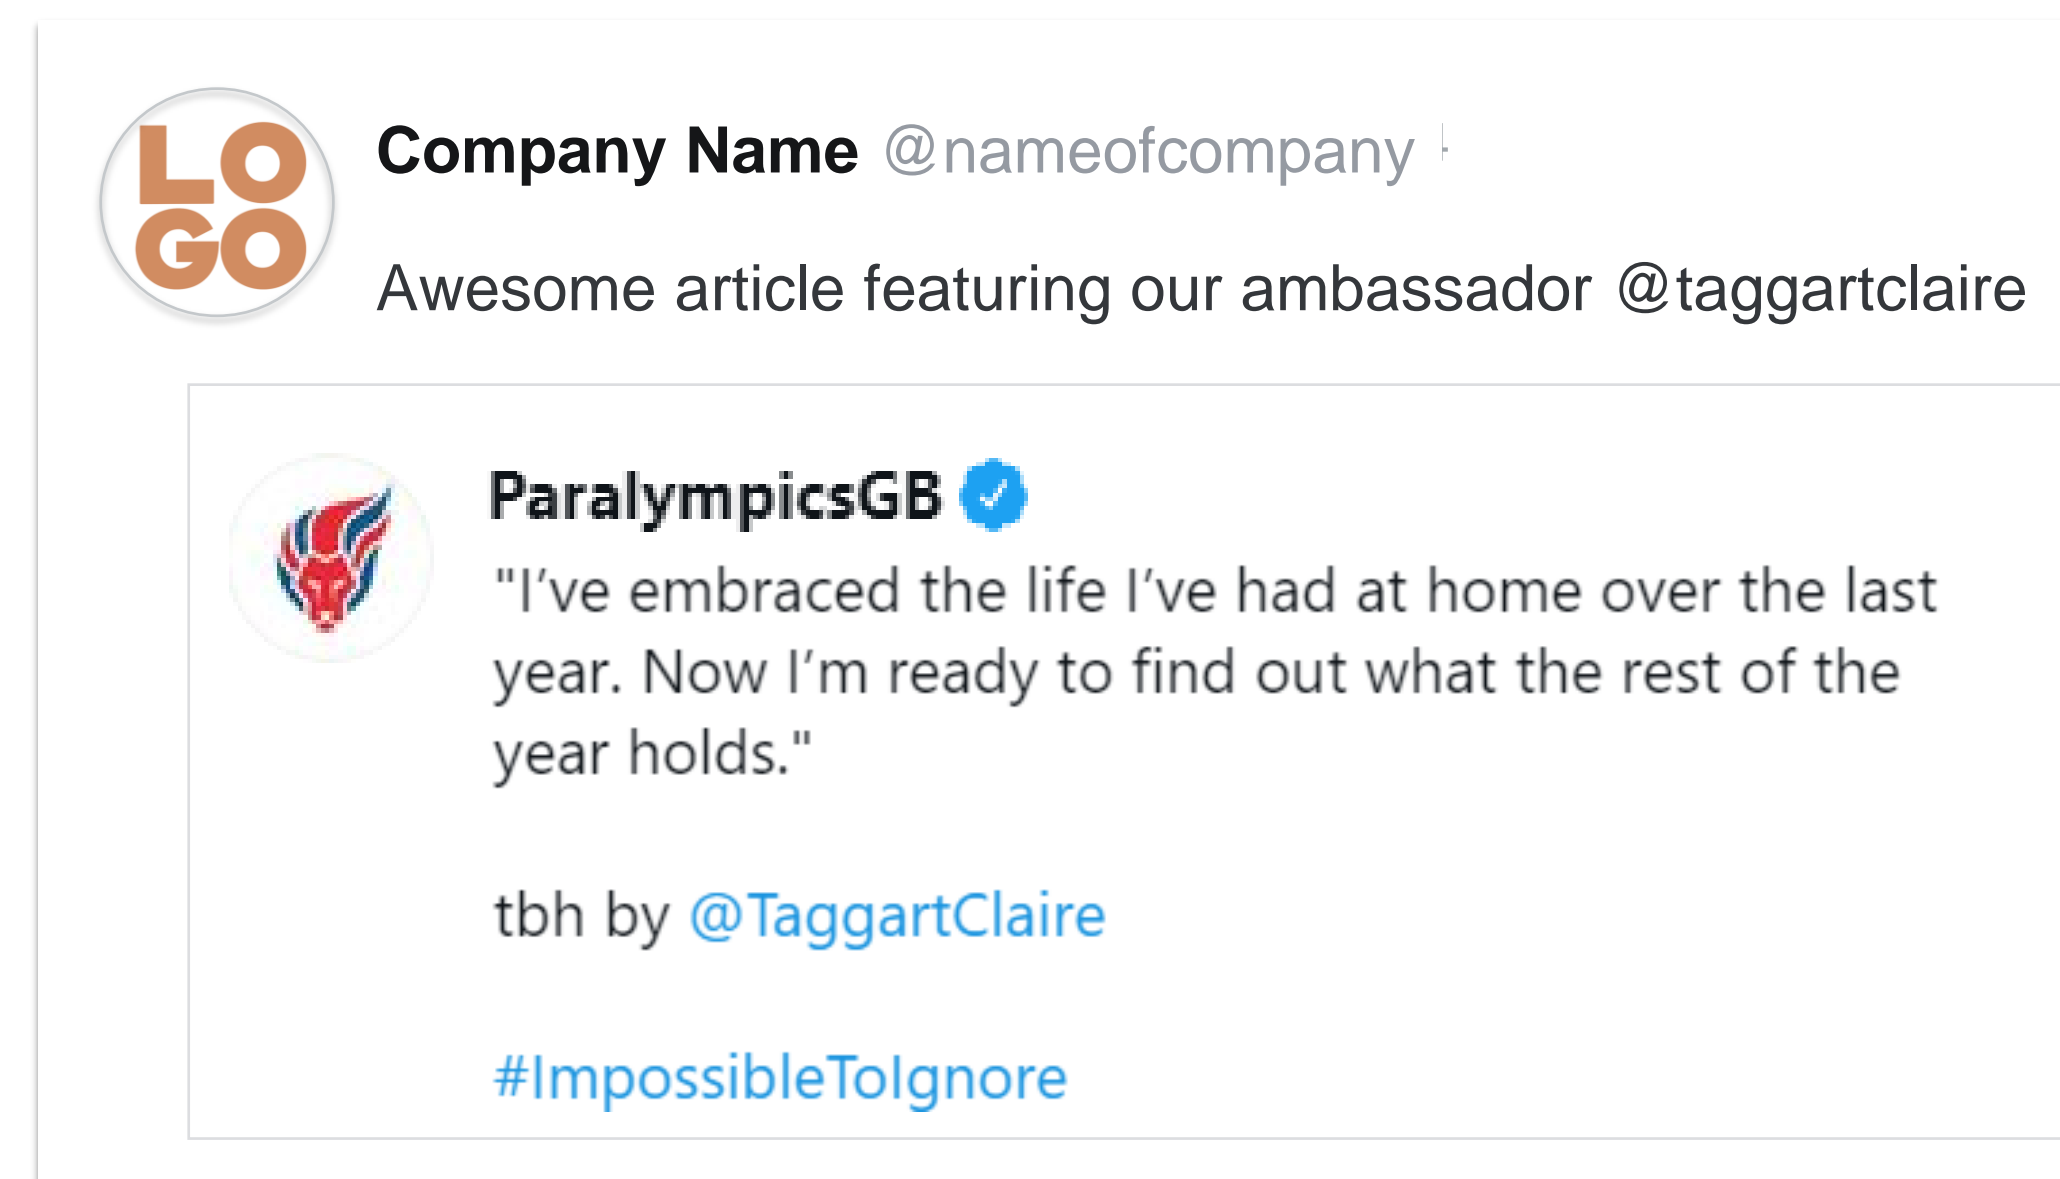 LO
GO
Company Name @nameofcompany
Awesome article featuring our ambassador @taggartclaire
ParalympicsGB
"I’ve embraced the life I’ve had at home over the last
year. Now I’m ready to find out what the rest of the
year holds."
tbh by @TaggartClaire
#ImpossibleToIgnore